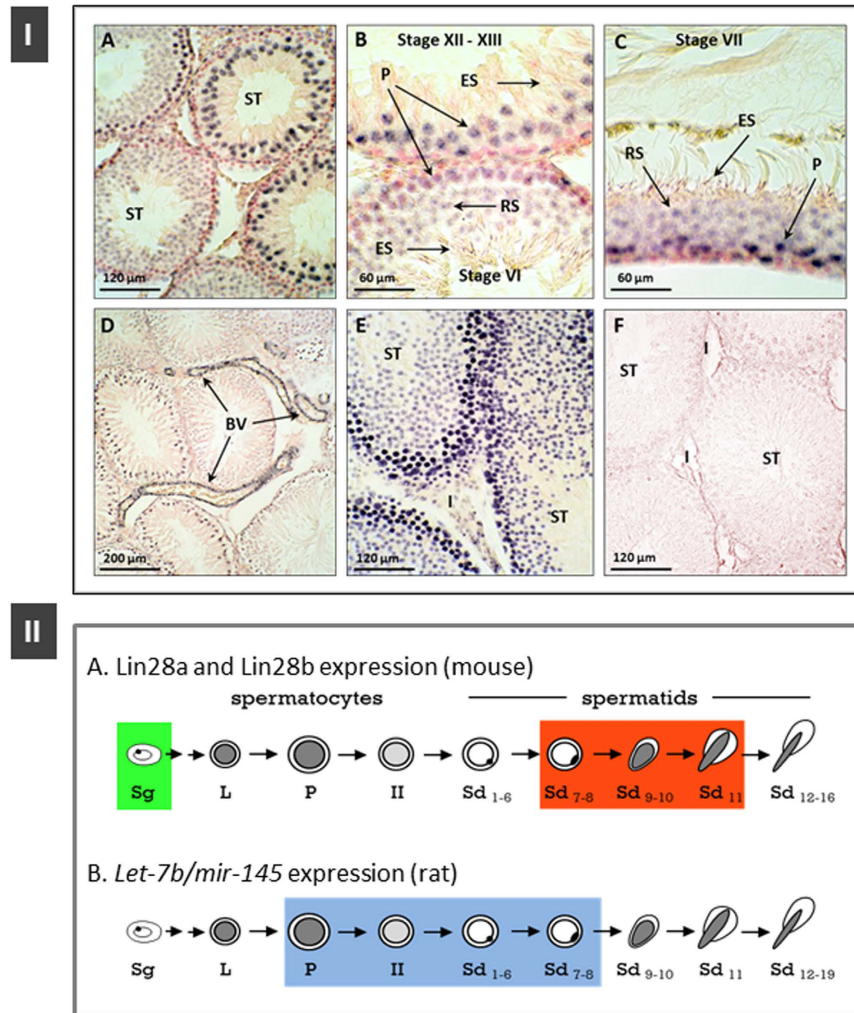 I
A
ST
ST
120 µm
B
Stage XII - XIII
P
ES
RS
ES
Stage VI
60 µm
C
Stage VII
ES
RS
P
60 µm
D
BV
200 µm
E
ST
I
ST
120 µm
F
I
ST
I
ST
120 µm
II
A. Lin28a and Lin28b expression (mouse)
spermatocytes spermatids
Sg L P II Sd 1-6 Sd 7-8 Sd 9-10 Sd 11 Sd 12-16
B. Let-7b/mir-145 expression (rat)
Sg L P II Sd 1-6 Sd 7-8 Sd 9-10 Sd 11 Sd 12-19